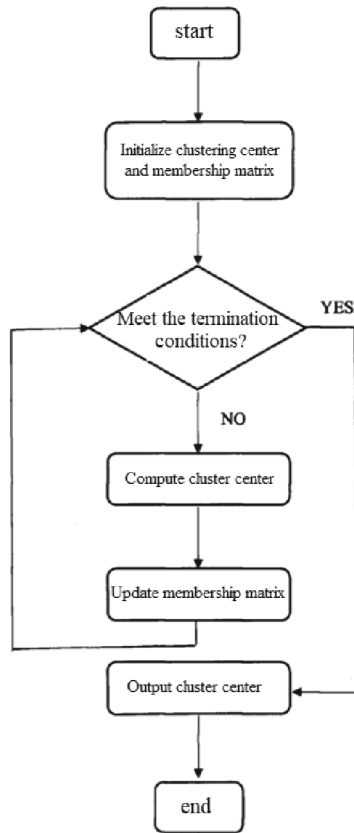 start
Initialize clustering center
and membership matrix
Meet the termination
conditions?
YES
NO
Compute cluster center
Update membership matrix
Output cluster center
end